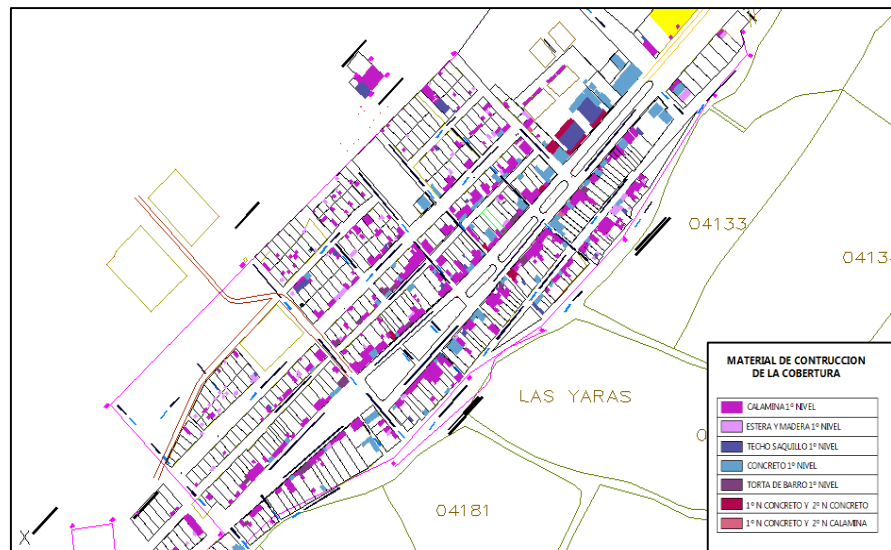 04133
0413
LAS YARAS
04181
X
MATERIAL DE CONTRUCCION
DE LA COBERTURA
CALAMINA 1º NIVEL
ESTERA Y MADERA 1º NIVEL
TECHO SAQUILLO 1º NIVEL
CONCRETO 1º NIVEL
TORTA DE BARRO 1º NIVEL
1º N CONCRETO Y 2º N CONCRETO
1º N CONCRETO Y 2º N CALAMINA